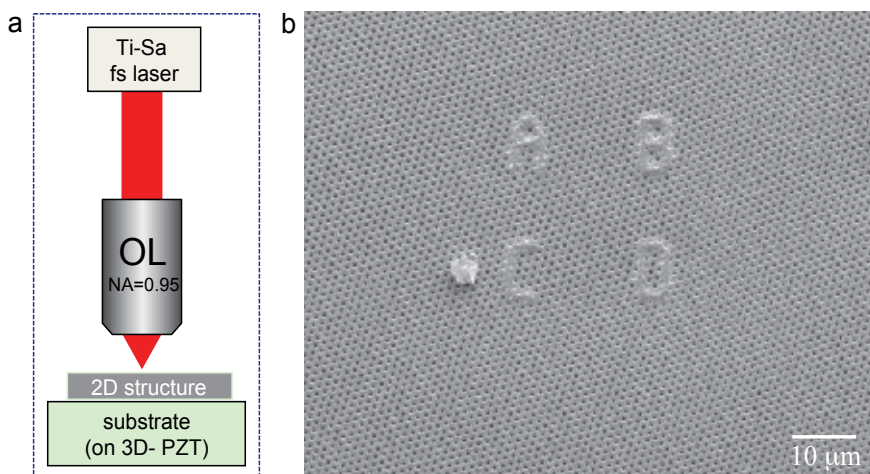 a
Ti-Sa
fs laser
OL
NA=0.95
2D structure
substrate
(on 3D- PZT)
b
A B
C D
10 μm